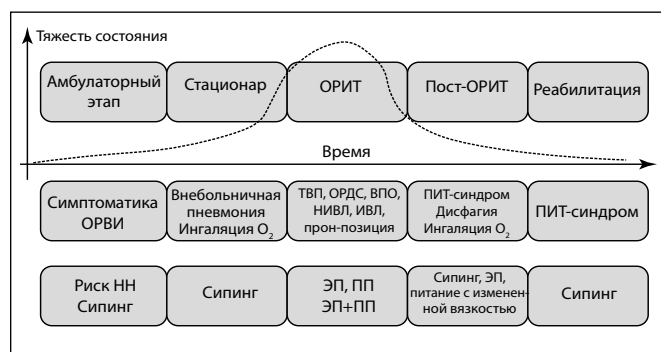 Тяжесть состояния
Амбулаторный
этап
Стационар
ОРИТ
Пост-ОРИТ
Реабилитация
Время
Симптоматика
ОРВИ
Внебольничная
пневмония
Ингаляция O₂
ТВП, ОРДС, ВПО,
НИВЛ, ИВЛ,
прон-позиция
ПИТ-синдром
Дисфагия
Ингаляция O₂
ПИТ-синдром
Риск НН
Сипинг
Сипинг
ЭП, ПП
ЭП+ПП
Сипинг, ЭП,
питание с изменен-
ной вязкостью
Сипинг